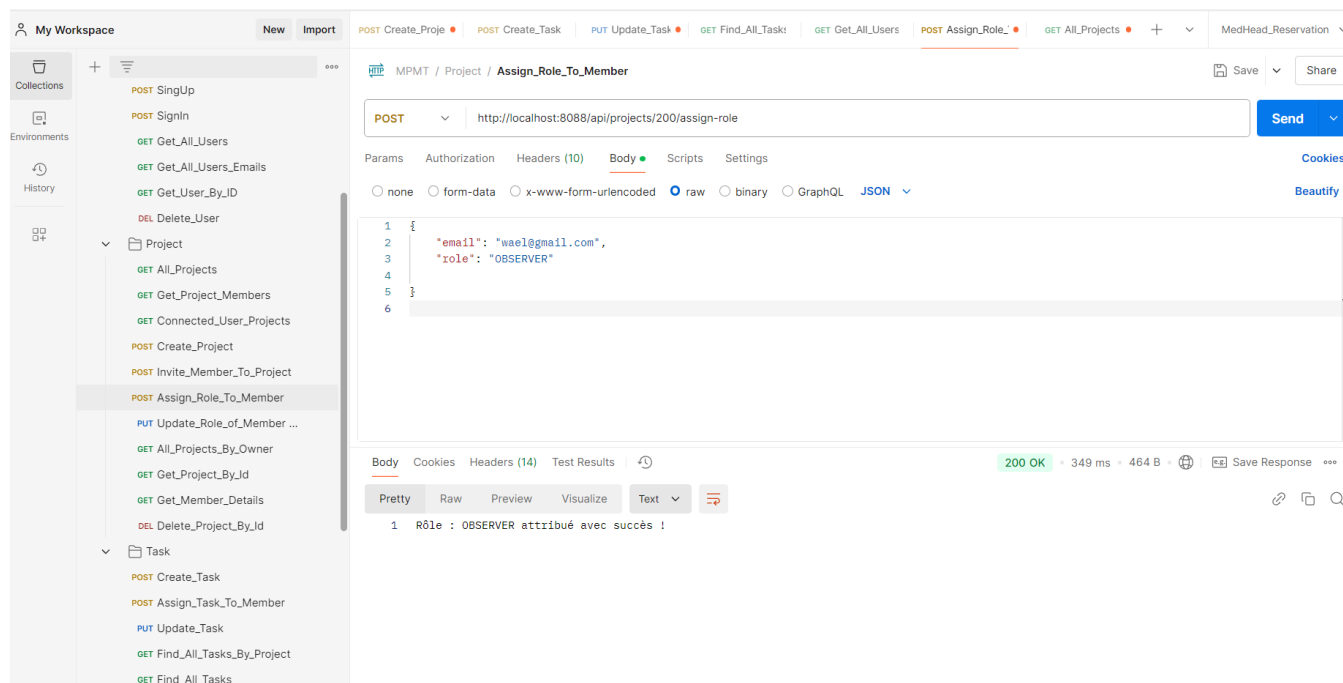 My Workspace
New
Import
POST Create_Proje
POST Create_Task
PUT Update_Task
GET Find_All_Tasks
GET Get_All_Users
POST Assign_Role_
GET All_Projects
MedHead_Reservation
Collections
Environments
History
POST SingUp
POST SignIn
GET Get_All_Users
GET Get_All_Users_Emails
GET Get_User_By_ID
DEL Delete_User
Project
GET All_Projects
GET Get_Project_Members
GET Connected_User_Projects
POST Create_Project
POST Invite_Member_To_Project
POST Assign_Role_To_Member
PUT Update_Role_of_Member ...
GET All_Projects_By_Owner
GET Get_Project_By_Id
GET Get_Member_Details
DEL Delete_Project_By_Id
Task
POST Create_Task
POST Assign_Task_To_Member
PUT Update_Task
GET Find_All_Tasks_By_Project
GET Find_All_Tasks
HTTP MPMT / Project / Assign_Role_To_Member
Save
Share
POST
http://localhost:8088/api/projects/200/assign-role
Send
Params Authorization Headers (10) Body Scripts Settings
Cookies
none form-data x-www-form-urlencoded raw binary GraphQL JSON
Beautify
1 {
2 "email": "wael@gmail.com",
3 "role": "OBSERVER"
4
5 }
6
Body Cookies Headers (14) Test Results
200 OK • 349 ms • 464 B
e.g. Save Response
Pretty Raw Preview Visualize Text
1 Rôle : OBSERVER attribué avec succès !